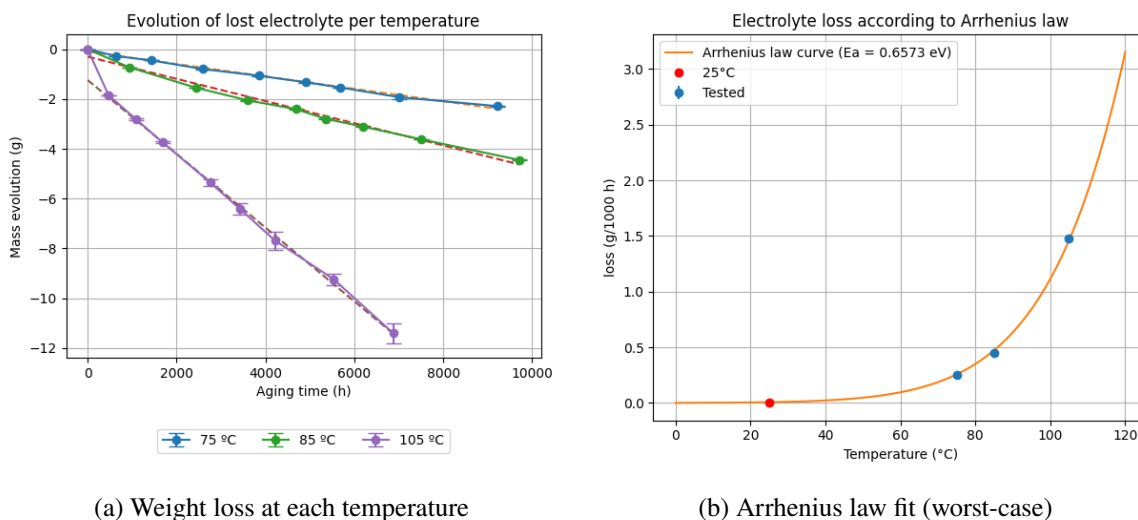 Evolution of lost electrolyte per temperature
0
−2
−4
−6
−8
−10
−12
Mass evolution (g)
0
2000
4000
6000
8000
10000
Aging time (h)
75 ºC
85 ºC
105 ºC
(a) Weight loss at each temperature
Electrolyte loss according to Arrhenius law
Arrhenius law curve (Ea = 0.6573 eV)
25°C
Tested
3.0
2.5
2.0
1.5
1.0
0.5
0.0
loss (g/1000 h)
0
20
40
60
80
100
120
Temperature (°C)
(b) Arrhenius law fit (worst-case)